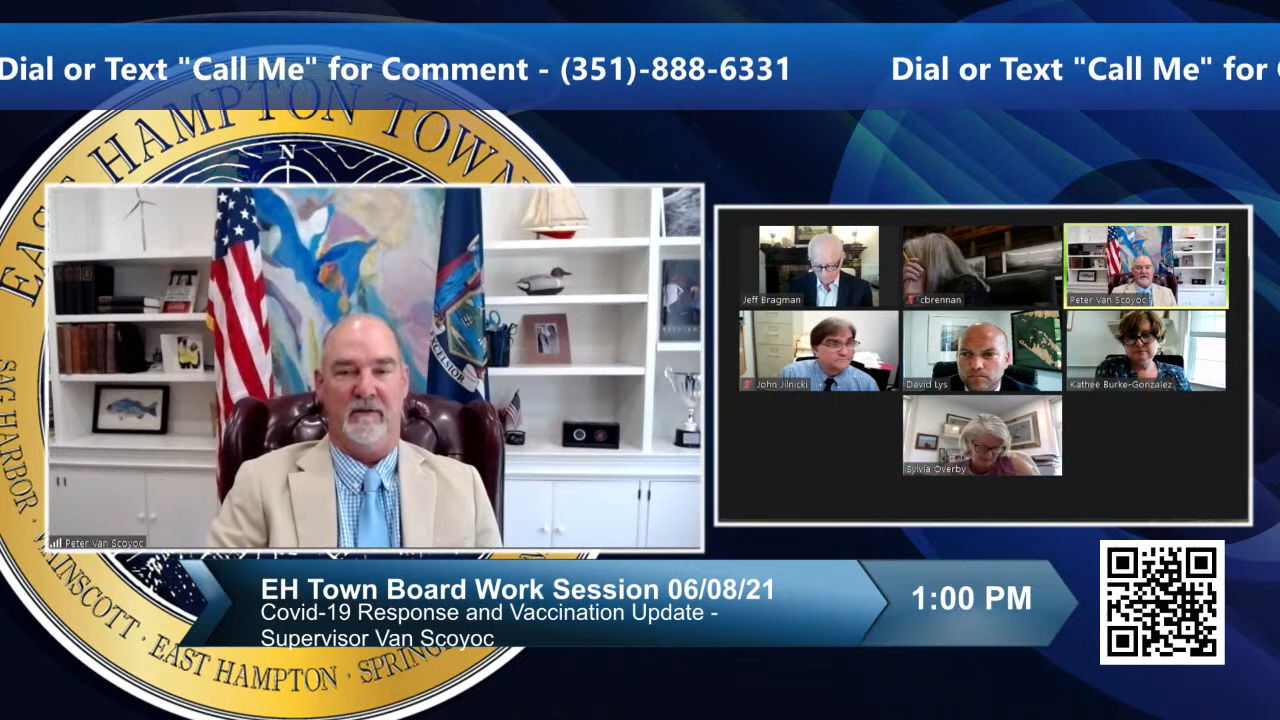 Dial or Text "Call Me" for Comment - (351)-888-6331
Dial or Text "Call Me" for
EAST HAMPTON TOWN
N
SAG HARBOR · WAINSCOTT · EAST HAMPTON · SPRING
EXCELSIOR
Peter Van Scoyoc
Jeff Bragman
cbrennan
Peter Van Scoyoc
John Jilnicki
David Lys
Kathee Burke-Gonzalez
Sylvia Overby
EH Town Board Work Session 06/08/21
Covid-19 Response and Vaccination Update -
Supervisor Van Scoyoc
1:00 PM